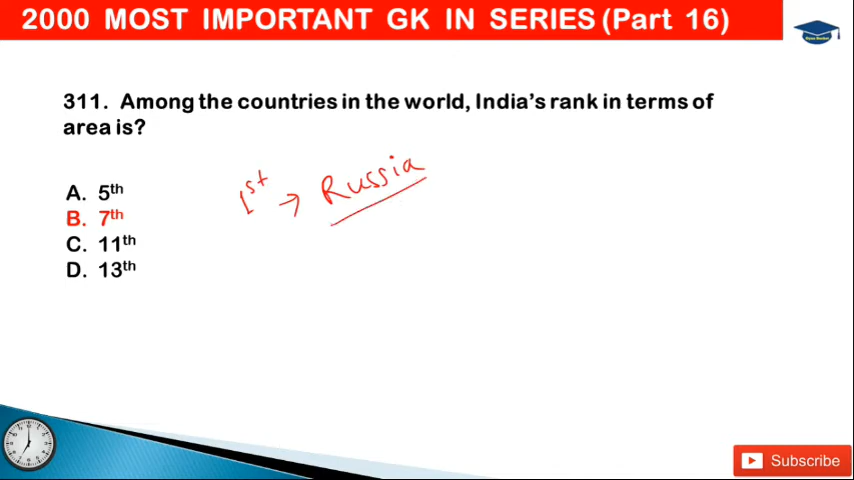 2000 MOST IMPORTANT GK IN SERIES (Part 16)
311. Among the countries in the world, India's rank in terms of
area is?
A. 5th
B. 7th
C. 11th
D. 13th
1st → Russia
Subscribe